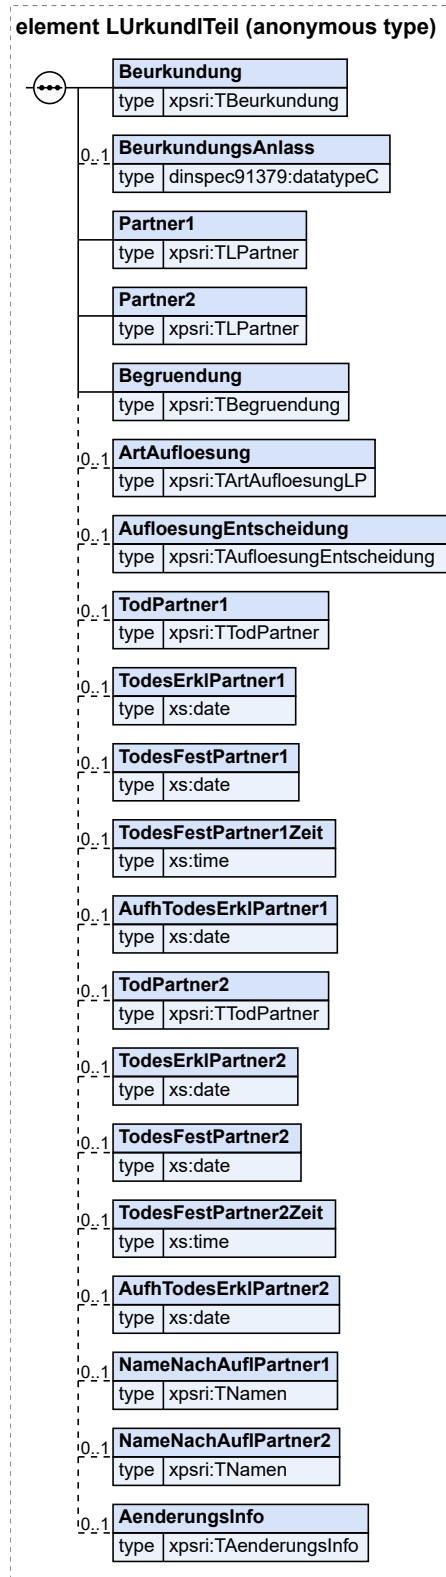 element LUrkundlTeil (anonymous type)
Beurkundung
type xpsri:TBeurkundung
0..1 BeurkundungsAnlass
type dinspec91379:datatypeC
Partner1
type xpsri:TLPartner
Partner2
type xpsri:TLPartner
Begruendung
type xpsri:TBegruendung
0..1 ArtAufloesung
type xpsri:TArtAufloesungLP
0..1 AufloesungEntscheidung
type xpsri:TAufloesungEntscheidung
0..1 TodPartner1
type xpsri:TTodPartner
0..1 TodesErklPartner1
type xs:date
0..1 TodesFestPartner1
type xs:date
0..1 TodesFestPartner1Zeit
type xs:time
0..1 AufhTodesErklPartner1
type xs:date
0..1 TodPartner2
type xpsri:TTodPartner
0..1 TodesErklPartner2
type xs:date
0..1 TodesFestPartner2
type xs:date
0..1 TodesFestPartner2Zeit
type xs:time
0..1 AufhTodesErklPartner2
type xs:date
0..1 NameNachAuflPartner1
type xpsri:TNamen
0..1 NameNachAuflPartner2
type xpsri:TNamen
0..1 AenderungsInfo
type xpsri:TAenderungsInfo